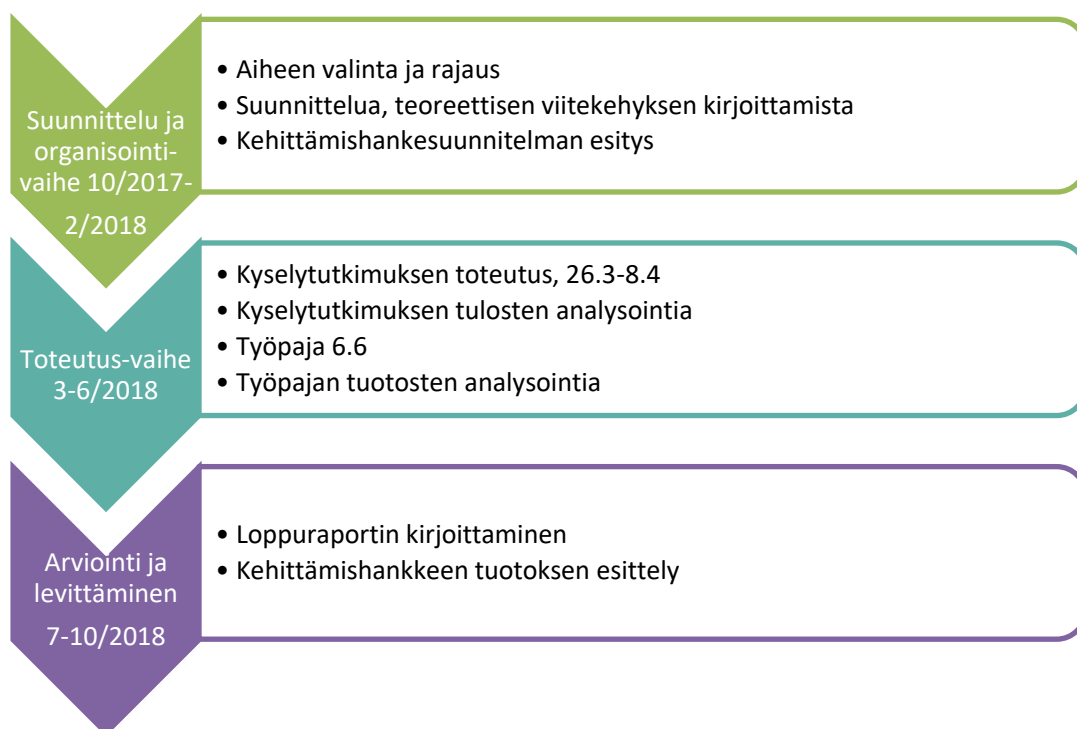 Suunnittelu ja
organisointi-
vaihe 10/2017-
2/2018
• Aiheen valinta ja rajaus
• Suunnittelua, teoreettisen viitekehyksen kirjoittamista
• Kehittämishankesuunnitelman esitys
Toteutus-vaihe
3-6/2018
• Kyselytutkimuksen toteutus, 26.3-8.4
• Kyselytutkimuksen tulosten analysointia
• Työpaja 6.6
• Työpajan tuotosten analysointia
Arviointi ja
levittäminen
7-10/2018
• Loppuraportin kirjoittaminen
• Kehittämishankkeen tuotoksen esittely